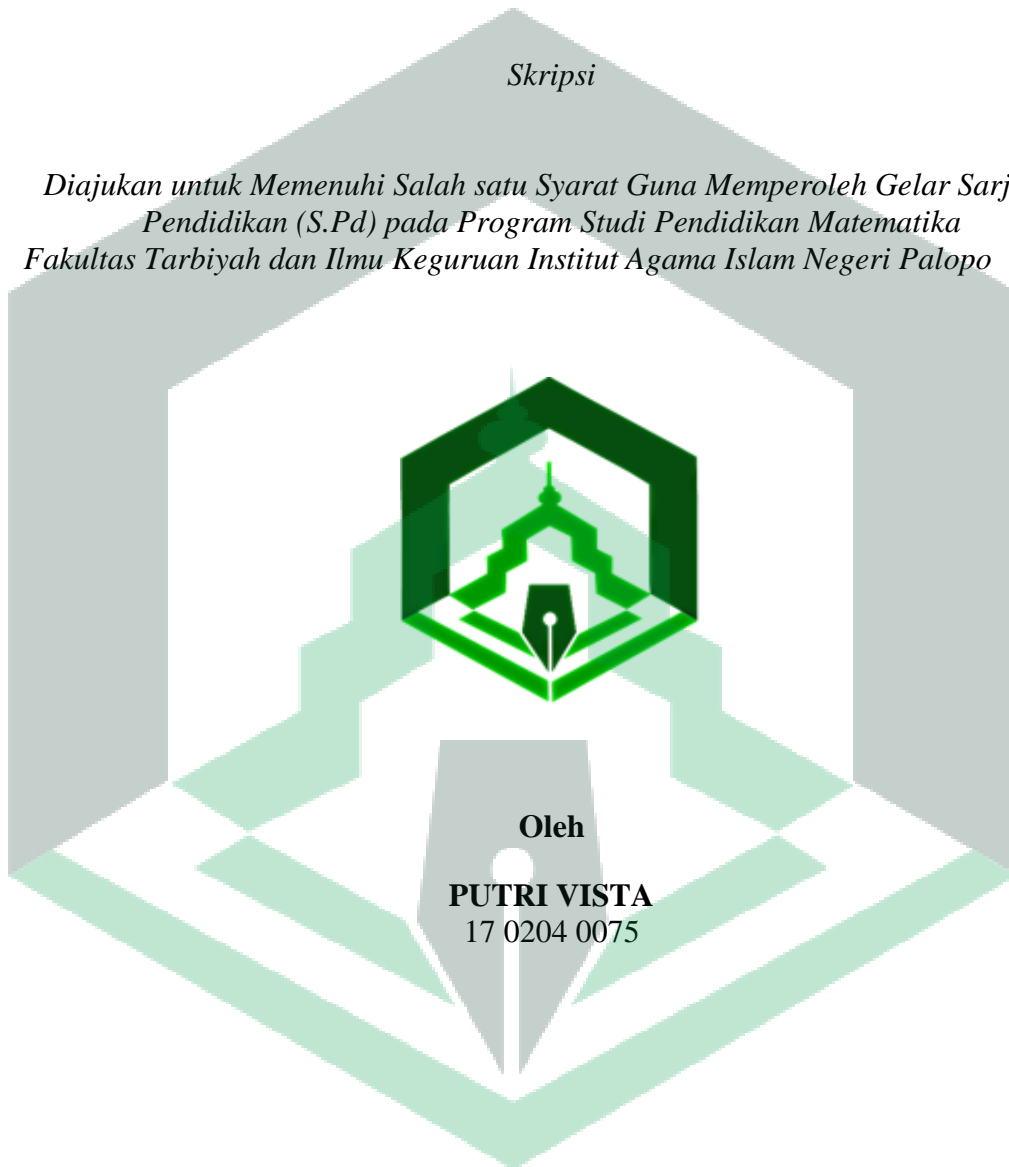 Skripsi
Diajukan untuk Memenuhi Salah satu Syarat Guna Memperoleh Gelar Sarj
Pendidikan (S.Pd) pada Program Studi Pendidikan Matematika
Fakultas Tarbiyah dan Ilmu Keguruan Institut Agama Islam Negeri Palopo
Oleh
PUTRI VISTA
17 0204 0075